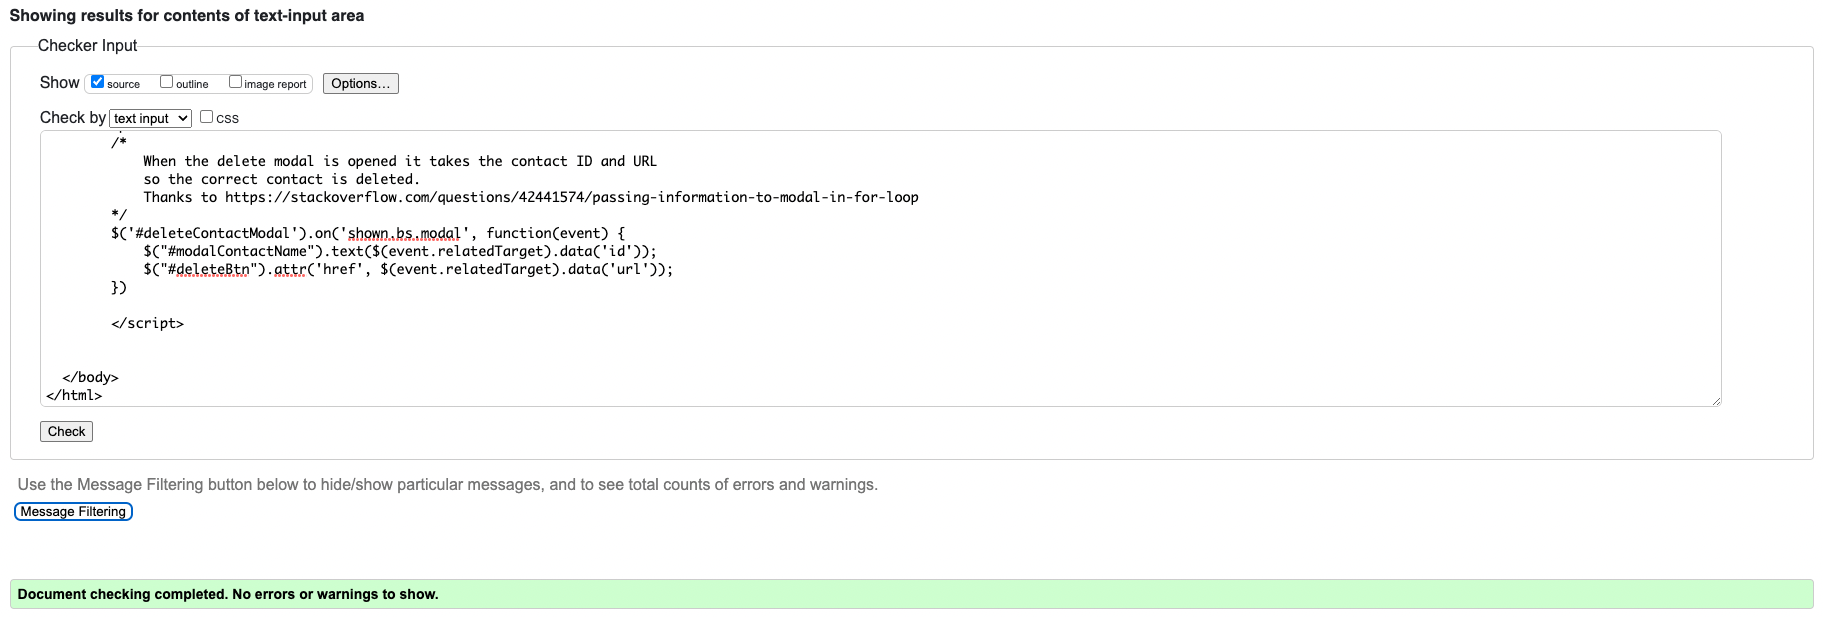 Showing results for contents of text-input area
Checker Input
Show source outline image report Options...
Check by text input CSS
/*
When the delete modal is opened it takes the contact ID and URL
so the correct contact is deleted.
Thanks to https://stackoverflow.com/questions/42441574/passing-information-to-modal-in-for-loop
*/
$('#deleteContactModal').on('shown.bs.modal', function(event) {
$("#modalContactName").text($(event.relatedTarget).data('id'));
$("#deleteBtn").attr('href', $(event.relatedTarget).data('url'));
})
</script>
</body>
</html>
Check
Use the Message Filtering button below to hide/show particular messages, and to see total counts of errors and warnings.
Message Filtering
Document checking completed. No errors or warnings to show.